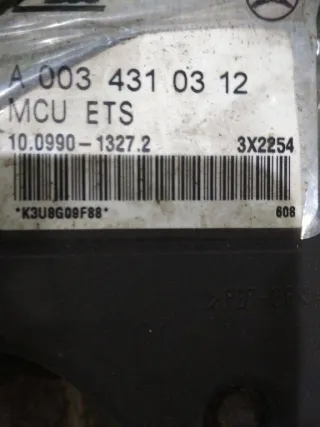 A 003 431 03 12
MCU ETS
10.0990-1327.2 3X2254
*K3U8G09F88* 608